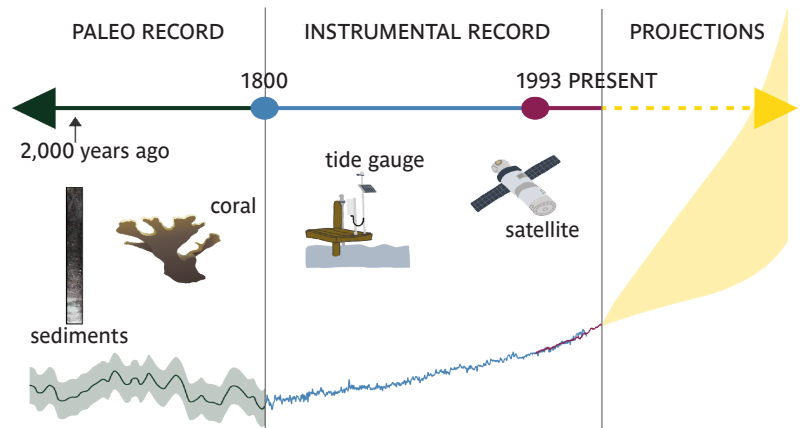 PALEO RECORD
INSTRUMENTAL RECORD
PROJECTIONS
1800
1993 PRESENT
2,000 years ago
tide gauge
coral
satellite
sediments